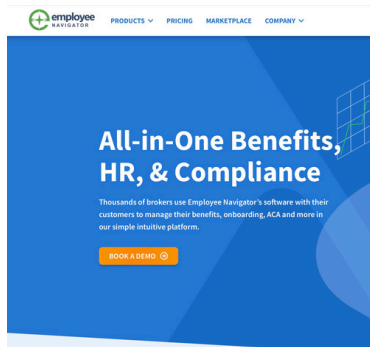 employee
NAVIGATOR
PRODUCTS
PRICING
MARKETPLACE
COMPANY
All-in-One Benefits,
HR, & Compliance
Thousands of brokers use Employee Navigator's software with their
customers to manage their benefits, onboarding, ACA and more in
our simple intuitive platform.
BOOK A DEMO